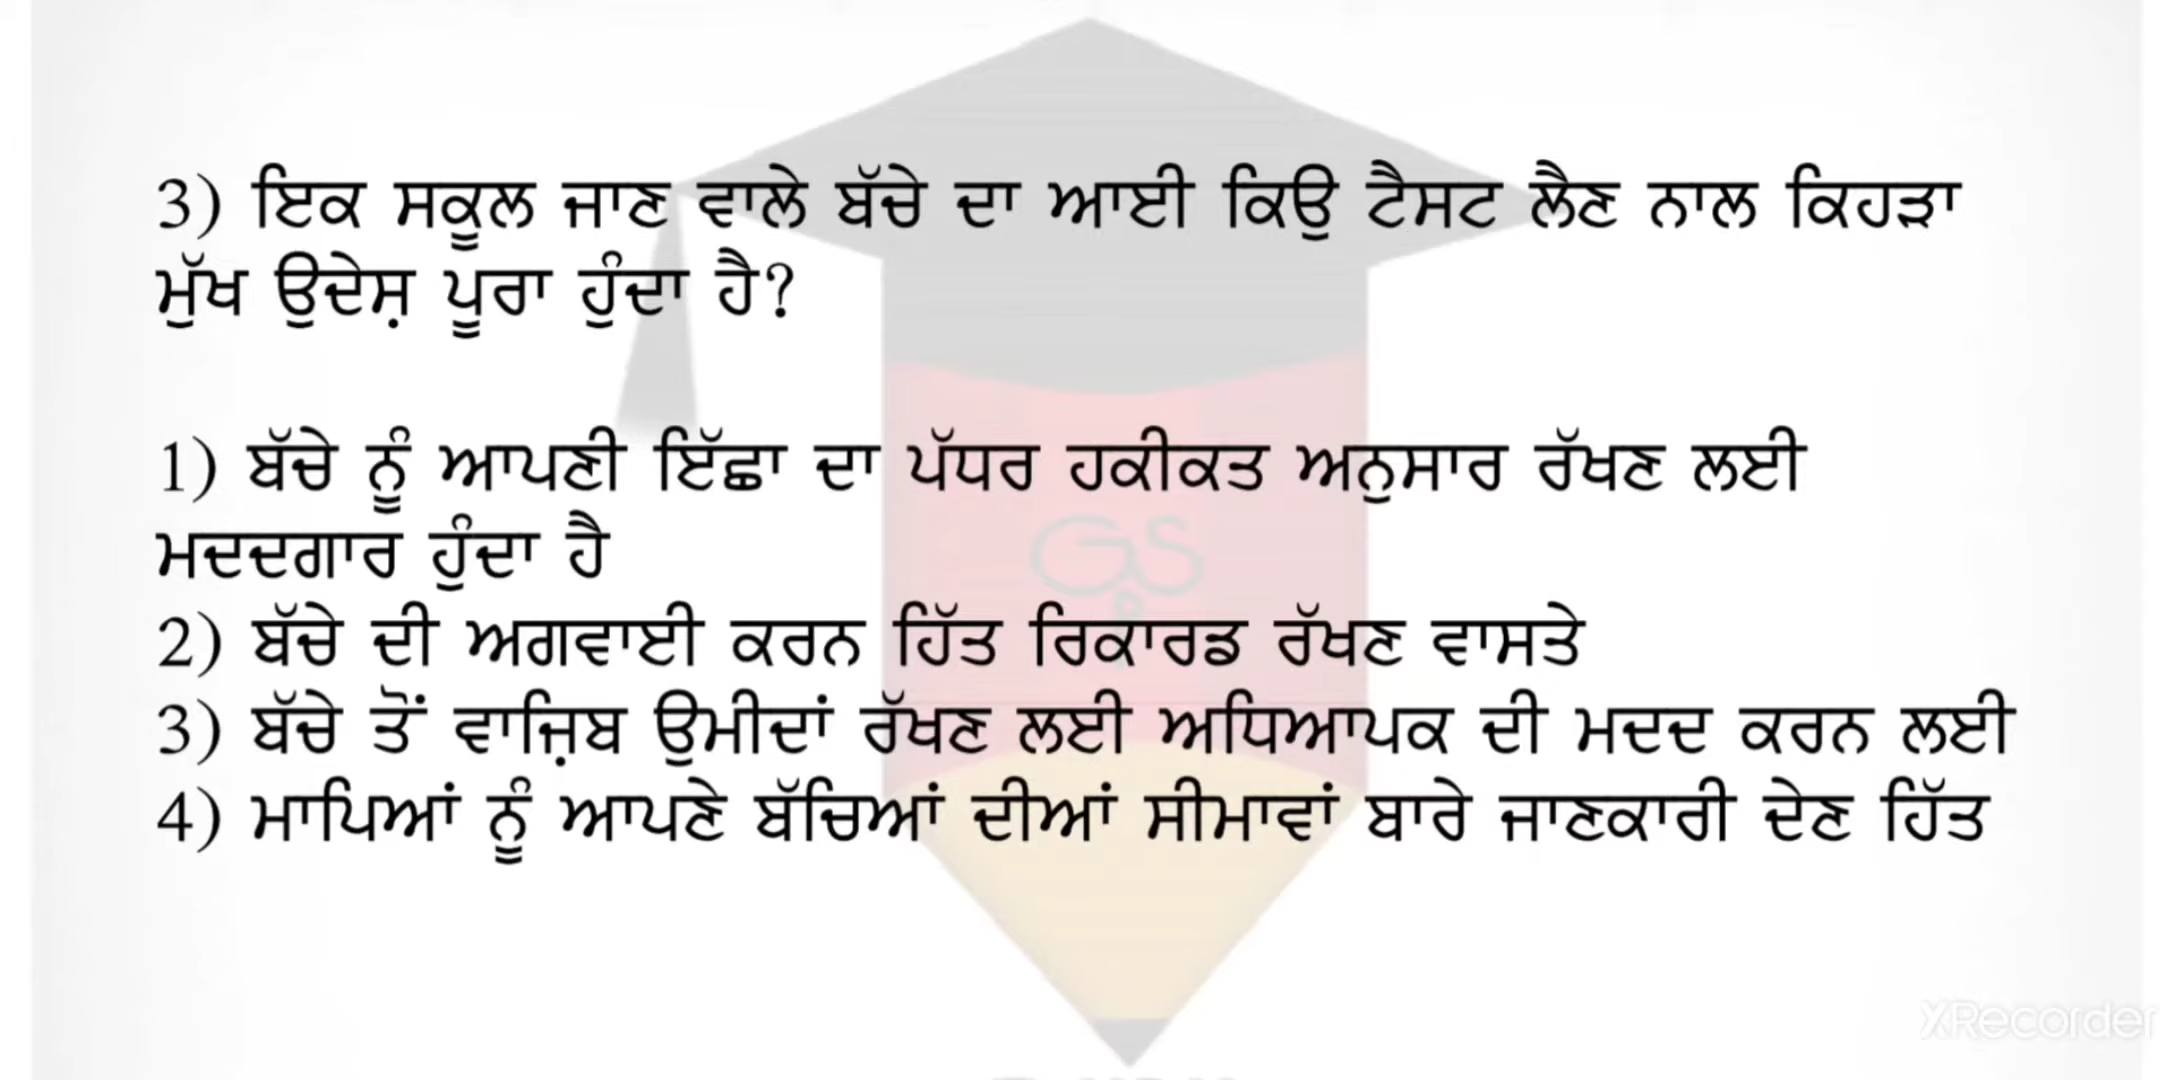 3) ਇਕ ਸਕੂਲ ਜਾਣ ਵਾਲੇ ਬੱਚੇ ਦਾ ਆਈ ਕਿਉ ਟੈਸਟ ਲੈਣ ਨਾਲ ਕਿਹੜਾ
ਮੁੱਖ ਉਦੇਸ਼ ਪੂਰਾ ਹੁੰਦਾ ਹੈ?
1) ਬੱਚੇ ਨੂੰ ਆਪਣੀ ਇੱਛਾ ਦਾ ਪੱਧਰ ਹਕੀਕਤ ਅਨੁਸਾਰ ਰੱਖਣ ਲਈ
ਮਦਦਗਾਰ ਹੁੰਦਾ ਹੈ
GS
2) ਬੱਚੇ ਦੀ ਅਗਵਾਈ ਕਰਨ ਹਿੱਤ ਰਿਕਾਰਡ ਰੱਖਣ ਵਾਸਤੇ
3) ਬੱਚੇ ਤੋਂ ਵਾਜ਼ਿਬ ਉਮੀਦਾਂ ਰੱਖਣ ਲਈ ਅਧਿਆਪਕ ਦੀ ਮਦਦ ਕਰਨ ਲਈ
4) ਮਾਪਿਆਂ ਨੂੰ ਆਪਣੇ ਬੱਚਿਆਂ ਦੀਆਂ ਸੀਮਾਵਾਂ ਬਾਰੇ ਜਾਣਕਾਰੀ ਦੇਣ ਹਿੱਤ
XRecorder